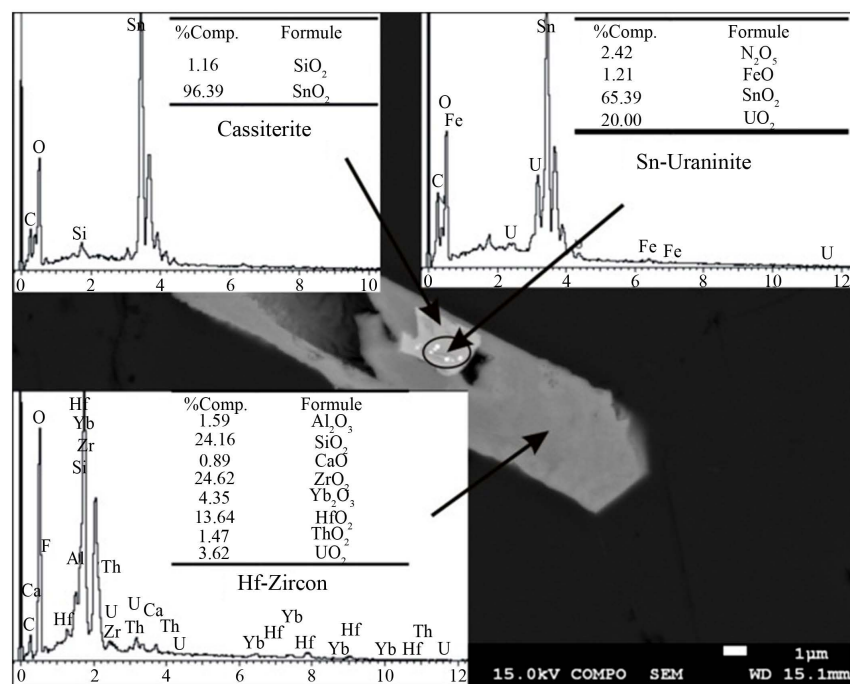 Sn
%Comp. Formule
1.16 SiO₂
96.39 SnO₂
Cassiterite
O
C
Si
0 2 4 6 8 10
Sn
%Comp. Formule
2.42 N₂O₅
1.21 FeO
65.39 SnO₂
20.00 UO₂
Sn-Uraninite
O
Fe
C
U
U
Fe Fe
U
0 2 4 6 8 10 12
Hf
Yb
Zr
Si
O
F
Al
Th
Ca
C
Hf
U
Zr
U
Th
Ca
Th
U
Yb
Hf
Yb
Hf
Yb
Hf
Yb
Hf
Th
U
0 2 4 6 8 10 12
%Comp. Formule
1.59 Al₂O₃
24.16 SiO₂
0.89 CaO
24.62 ZrO₂
4.35 Yb₂O₃
13.64 HfO₂
1.47 ThO₂
3.62 UO₂
Hf-Zircon
1µm
15.0kV COMPO SEM WD 15.1mm